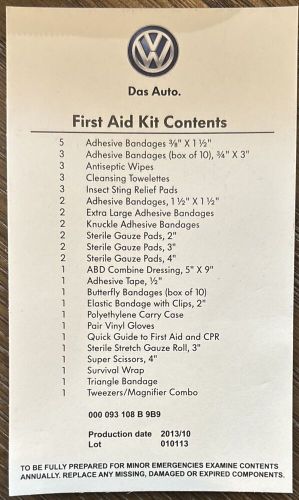 Das Auto.
First Aid Kit Contents
5 Adhesive Bandages ⅜" X 1 ½"
3 Adhesive Bandages (box of 10), ¾" X 3"
3 Antiseptic Wipes
3 Cleansing Towelettes
3 Insect Sting Relief Pads
2 Adhesive Bandages, 1 ½" X 1 ½"
2 Extra Large Adhesive Bandages
2 Knuckle Adhesive Bandages
2 Sterile Gauze Pads, 2"
2 Sterile Gauze Pads, 3"
2 Sterile Gauze Pads, 4"
1 ABD Combine Dressing, 5" X 9"
1 Adhesive Tape, ½"
1 Butterfly Bandages (box of 10)
1 Elastic Bandage with Clips, 2"
1 Polyethylene Carry Case
1 Pair Vinyl Gloves
1 Quick Guide to First Aid and CPR
1 Sterile Stretch Gauze Roll, 3"
1 Super Scissors, 4"
1 Survival Wrap
1 Triangle Bandage
1 Tweezers/Magnifier Combo
000 093 108 B 9B9
Production date 2013/10
Lot 010113
TO BE FULLY PREPARED FOR MINOR EMERGENCIES EXAMINE CONTENTS
ANNUALLY. REPLACE ANY MISSING, DAMAGED OR EXPIRED COMPONENTS.